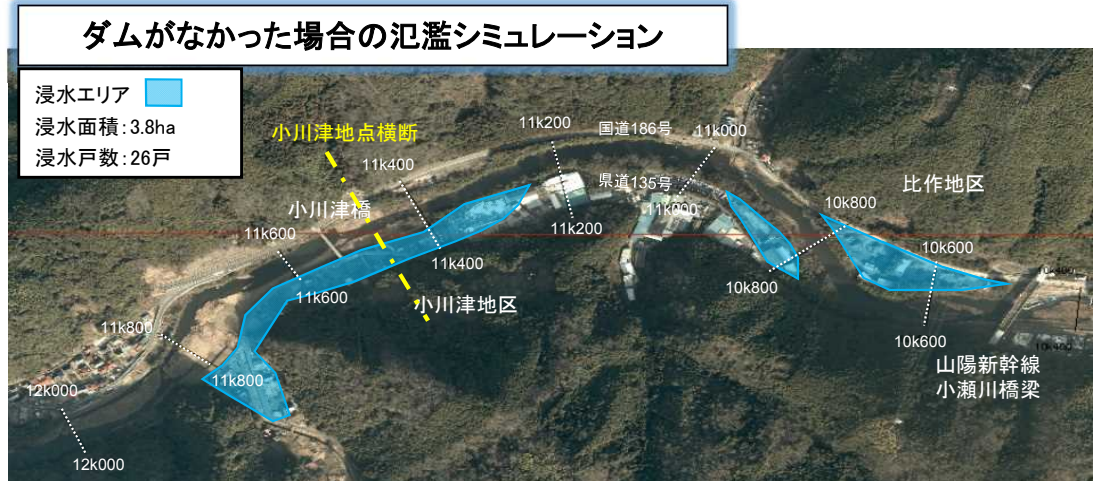 ダムがなかった場合の氾濫シミュレーション
浸水エリア
浸水面積：3.8ha
浸水戸数：26戸
小川津地点横断
11k200
国道186号
11k000
11k400
県道135号
比作地区
小川津橋
11k000
10k800
11k600
11k200
11k400
10k600
10k400
11k600
小川津地区
10k800
11k800
10k600
10k400
11k800
山陽新幹線
小瀬川橋梁
12k000
12k000